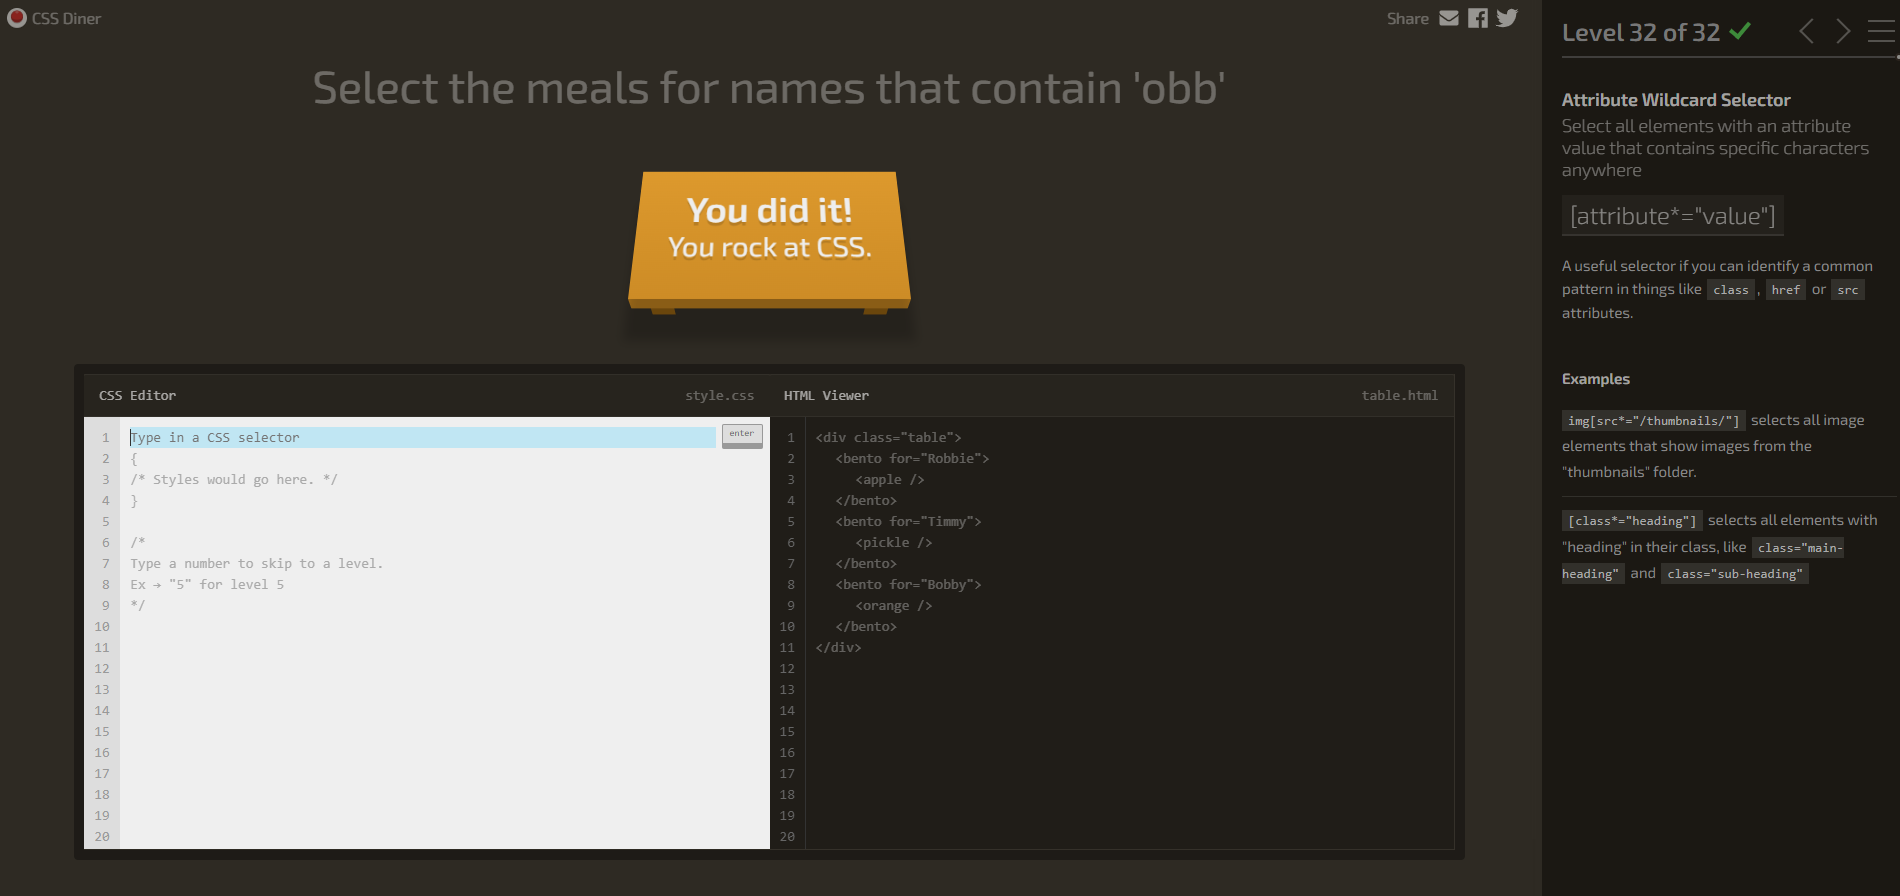 CSS Diner
Share
Select the meals for names that contain 'obb'
You did it!
You rock at CSS.
CSS Editor
style.css
HTML Viewer
table.html
1
2
3
4
5
6
7
8
9
10
11
12
13
14
15
16
17
18
19
20
Type in a CSS selector
enter
{
/* Styles would go here. */
}
/*
Type a number to skip to a level.
Ex → "5" for level 5
*/
1
2
3
4
5
6
7
8
9
10
11
12
13
14
15
16
17
18
19
20
<div class="table">
<bento for="Robbie">
<apple />
</bento>
<bento for="Timmy">
<pickle />
</bento>
<bento for="Bobby">
<orange />
</bento>
</div>
Level 32 of 32
Attribute Wildcard Selector
Select all elements with an attribute
value that contains specific characters
anywhere
[attribute*="value"]
A useful selector if you can identify a common
pattern in things like class , href or src
attributes.
Examples
img[src*="/thumbnails/"] selects all image
elements that show images from the
"thumbnails" folder.
[class*="heading"] selects all elements with
"heading" in their class, like class="main-
heading" and class="sub-heading"